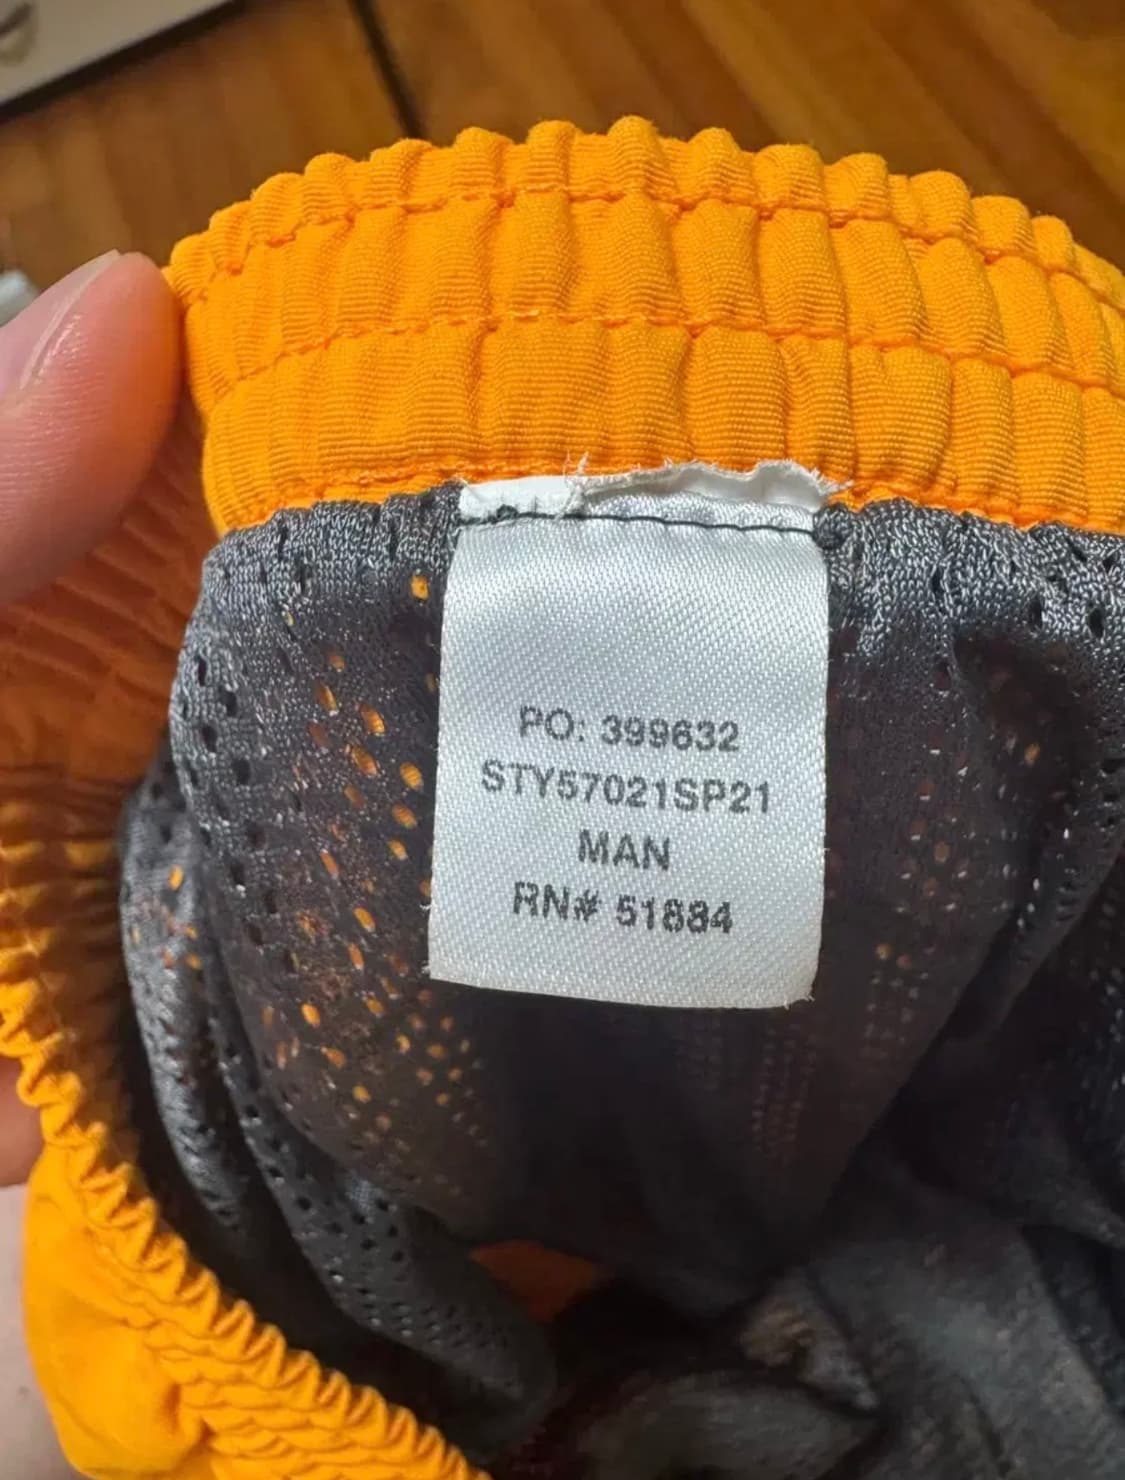 PO: 399632
STY57021SP21
MAN
RN# 51884